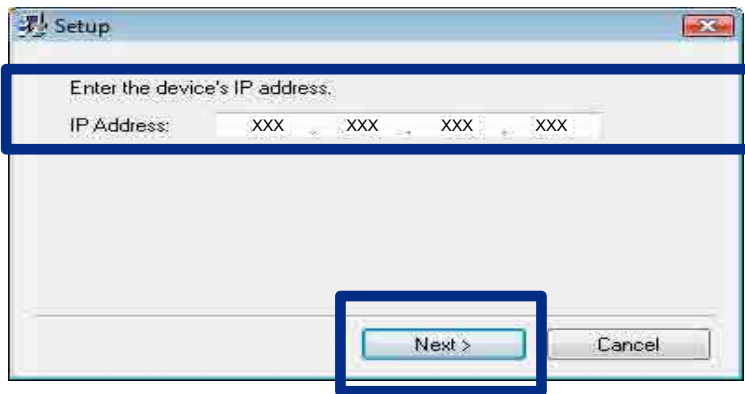 Setup
Enter the device's IP address.
IP Address: XXX . XXX . XXX . XXX
Next > Cancel